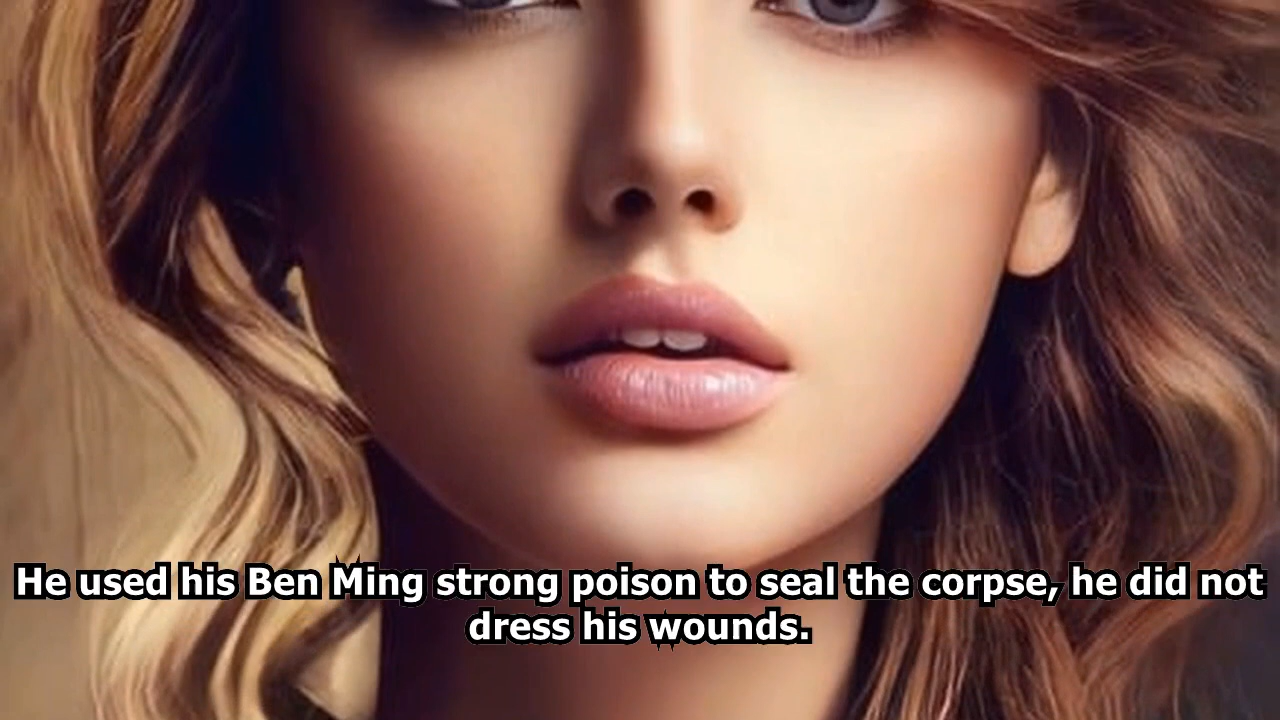 He used his Ben Ming strong poison to seal the corpse, he did not
dress his wounds.